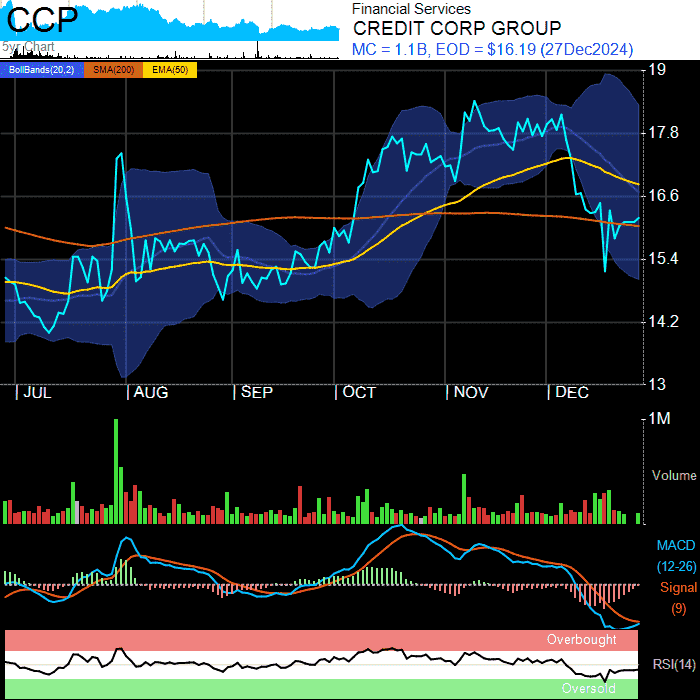 CCP
5yr Chart
Financial Services
CREDIT CORP GROUP
MC = 1.1B, EOD = $16.19 (27Dec2024)
BollBands(20,2) SMA(200) EMA(50)
19
17.8
16.6
15.4
14.2
13
JUL AUG SEP OCT NOV DEC
1M
Volume
MACD
(12-26)
Signal
(9)
Overbought
RSI(14)
Oversold